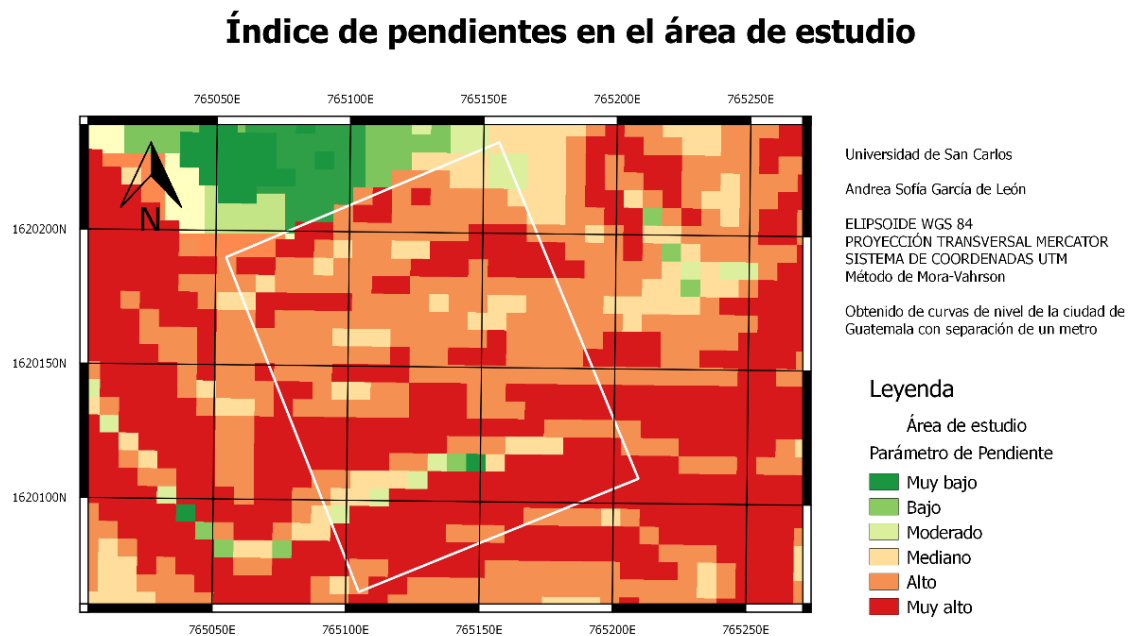 Índice de pendientes en el área de estudio
765050E 765100E 765150E 765200E 765250E
N
1620200N
1620150N
1620100N
765050E 765100E 765150E 765200E 765250E
Universidad de San Carlos
Andrea Sofía García de León
ELIPSOIDE WGS 84
PROYECCIÓN TRANSVERSAL MERCATOR
SISTEMA DE COORDENADAS UTM
Método de Mora-Vahrson
Obtenido de curvas de nivel de la ciudad de
Guatemala con separación de un metro
Leyenda
Área de estudio
Parámetro de Pendiente
Muy bajo
Bajo
Moderado
Mediano
Alto
Muy alto